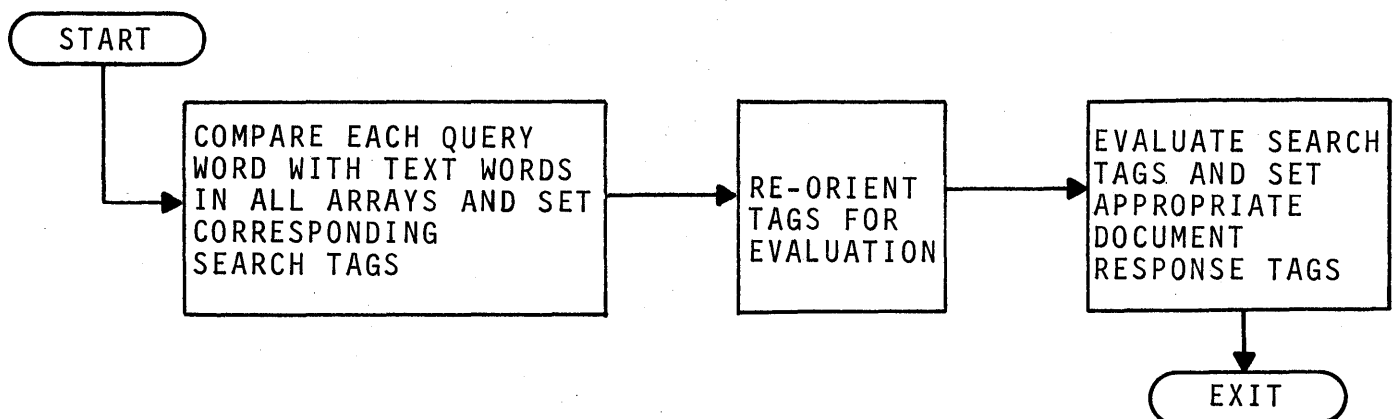 START
COMPARE EACH QUERY
WORD WITH TEXT WORDS
IN ALL ARRAYS AND SET
CORRESPONDING
SEARCH TAGS
RE-ORIENT
TAGS FOR
EVALUATION
EVALUATE SEARCH
TAGS AND SET
APPROPRIATE
DOCUMENT
RESPONSE TAGS
EXIT